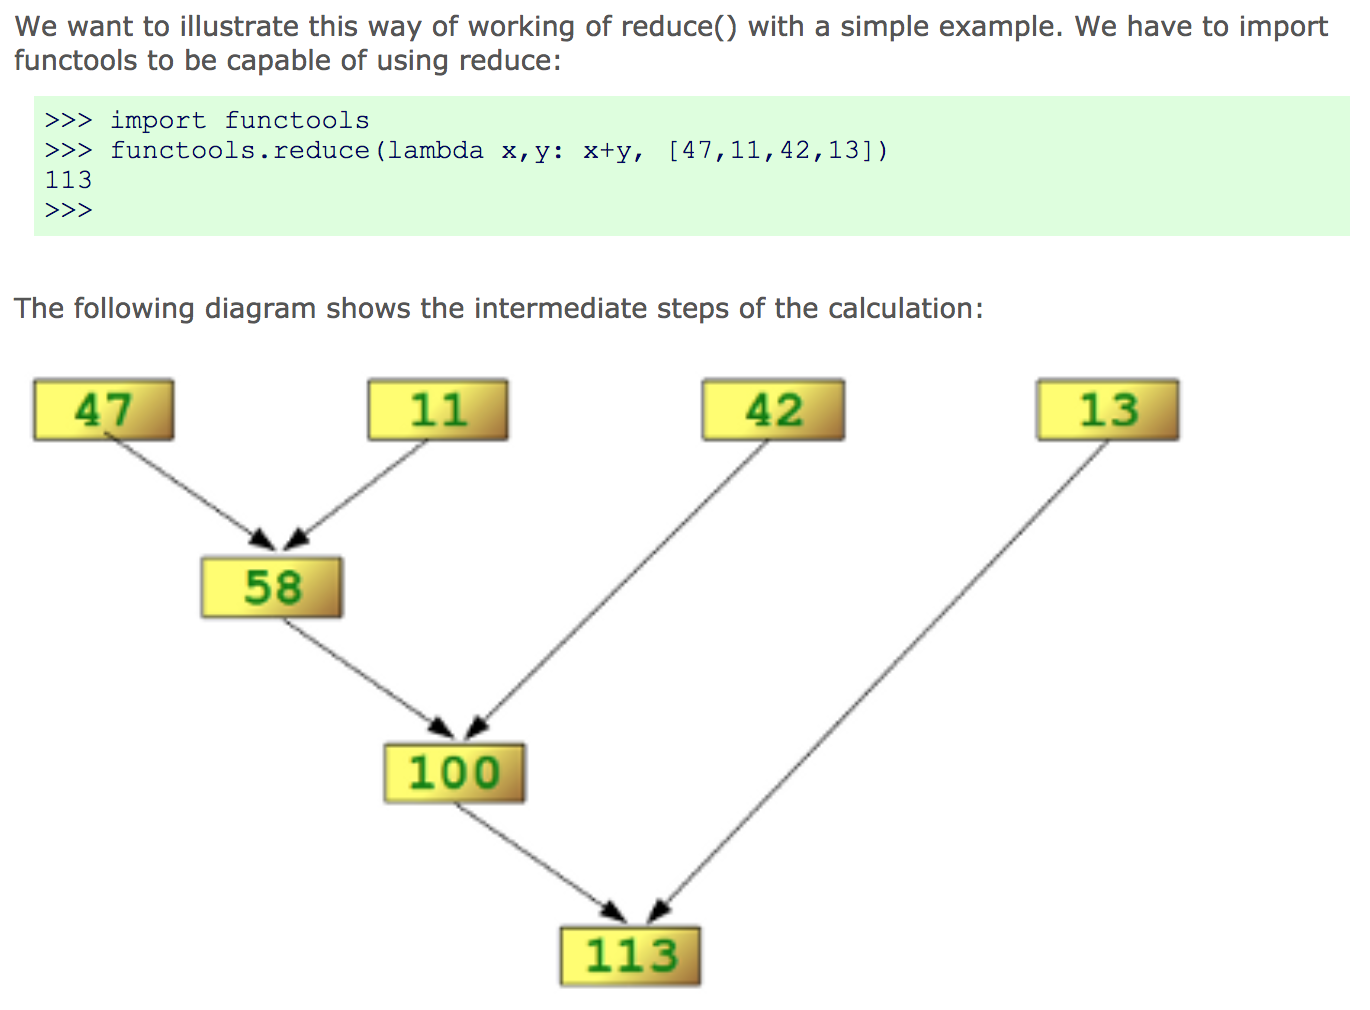 We want to illustrate this way of working of reduce() with a simple example. We have to import
functools to be capable of using reduce:
>>> import functools
>>> functools.reduce(lambda x,y: x+y, [47,11,42,13])
113
>>>
The following diagram shows the intermediate steps of the calculation:
47 11 42 13
58
100
113